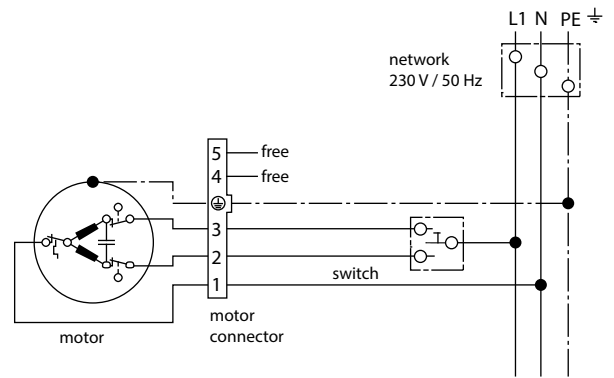 L1 N PE
network
230 V / 50 Hz
5 free
4 free
3
2
switch
1
motor
connector
motor